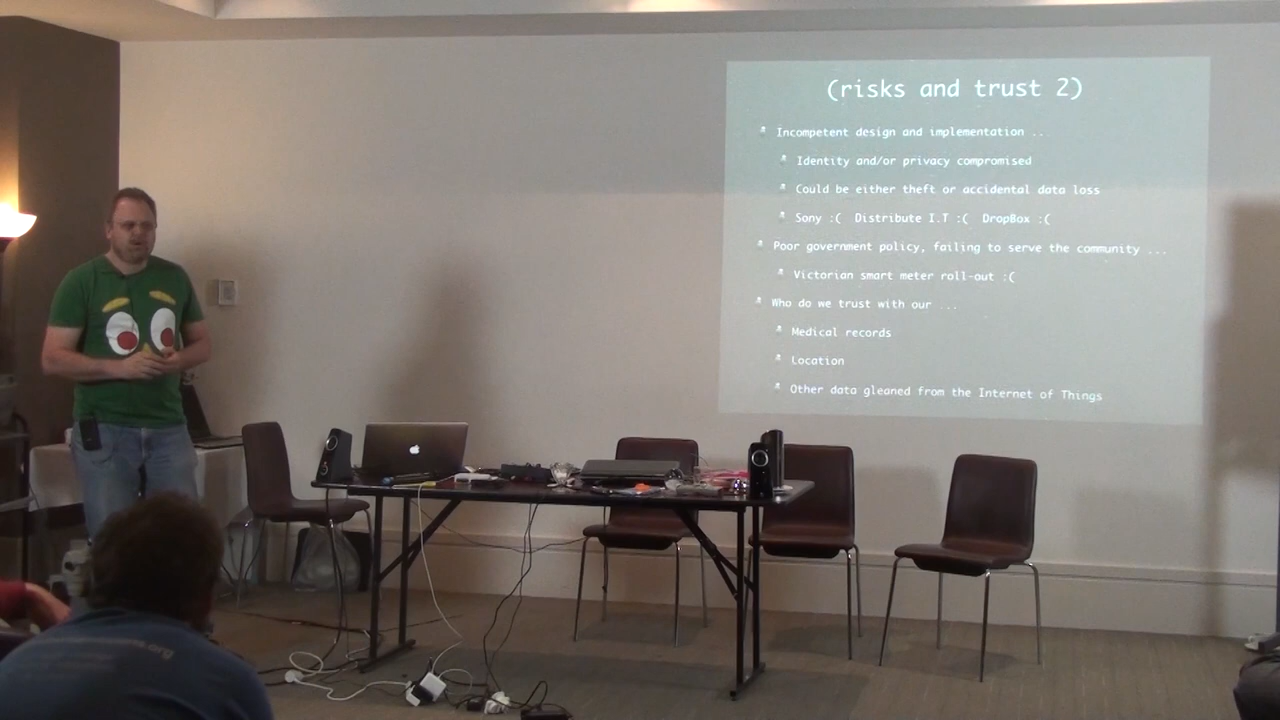 (risks and trust 2)
Incompetent design and implementation ..
Identity and/or privacy compromised
Could be either theft or accidental data loss
Sony :( Distribute I.T :( DropBox :(
Poor government policy, failing to serve the community ...
Victorian smart meter roll-out :(
Who do we trust with our ...
Medical records
Location
Other data gleaned from the Internet of Things